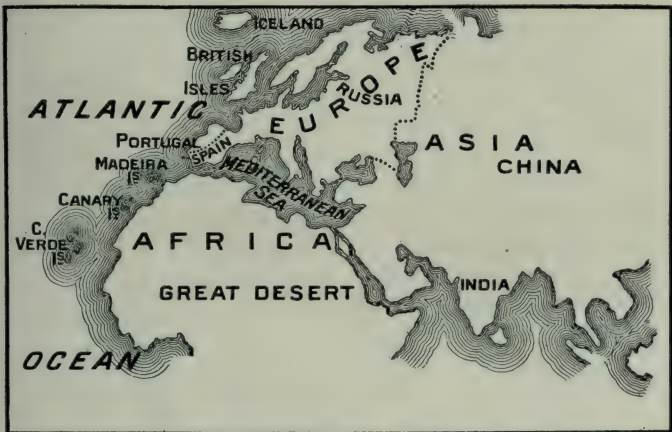 ICELAND
BRITISH
ISLES
ATLANTIC
EUROPE
RUSSIA
PORTUGAL
SPAIN
ASIA
CHINA
MADEIRA
IS
MEDITERRANEAN
SEA
CANARY
IS
C.
VERDE
IS
AFRICA
GREAT DESERT
INDIA
OCEAN